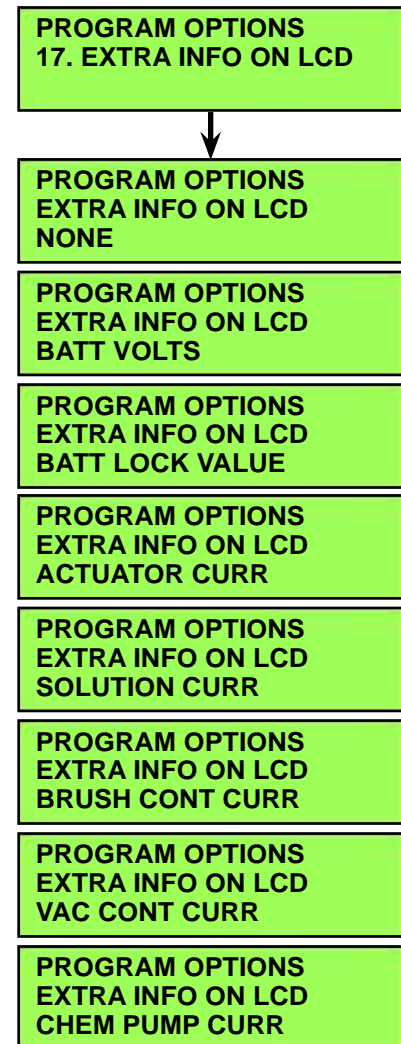 PROGRAM OPTIONS
17. EXTRA INFO ON LCD
PROGRAM OPTIONS
EXTRA INFO ON LCD
NONE
PROGRAM OPTIONS
EXTRA INFO ON LCD
BATT VOLTS
PROGRAM OPTIONS
EXTRA INFO ON LCD
BATT LOCK VALUE
PROGRAM OPTIONS
EXTRA INFO ON LCD
ACTUATOR CURR
PROGRAM OPTIONS
EXTRA INFO ON LCD
SOLUTION CURR
PROGRAM OPTIONS
EXTRA INFO ON LCD
BRUSH CONT CURR
PROGRAM OPTIONS
EXTRA INFO ON LCD
VAC CONT CURR
PROGRAM OPTIONS
EXTRA INFO ON LCD
CHEM PUMP CURR